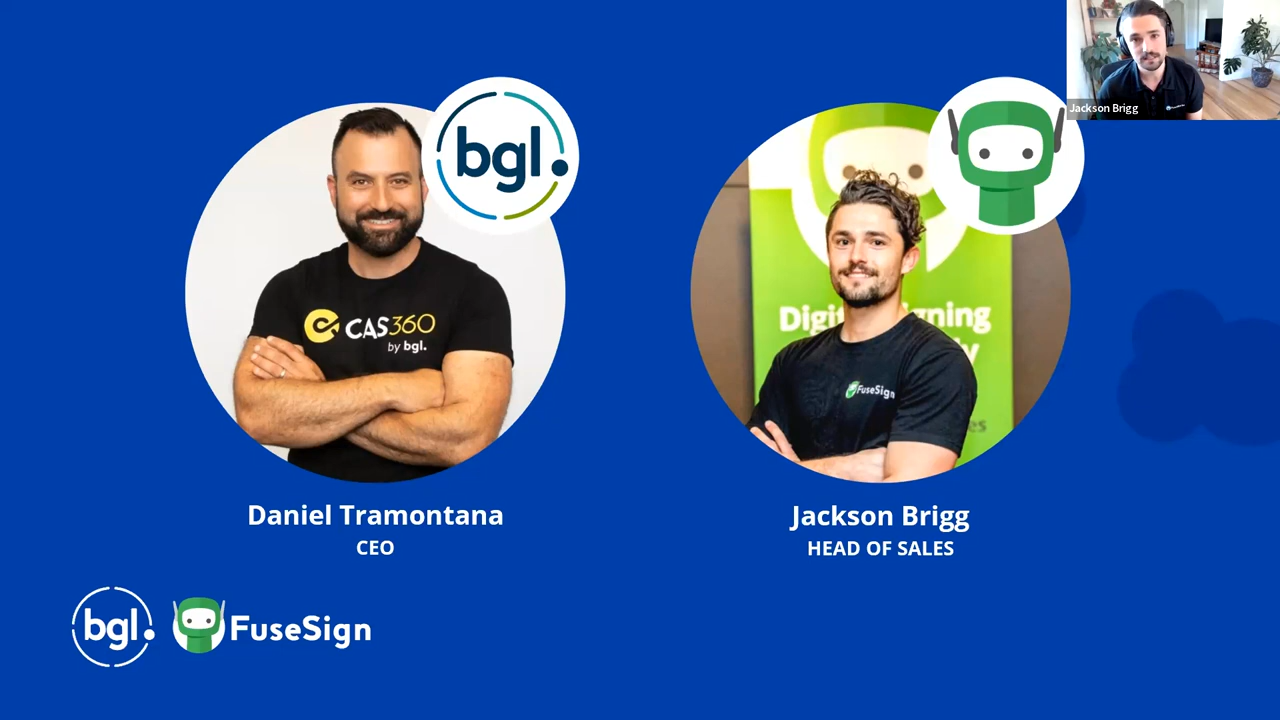 Jackson Brigg
bgl.
CAS360
by bgl.
FuseSign
Daniel Tramontana
CEO
Jackson Brigg
HEAD OF SALES
bgl.
FuseSign